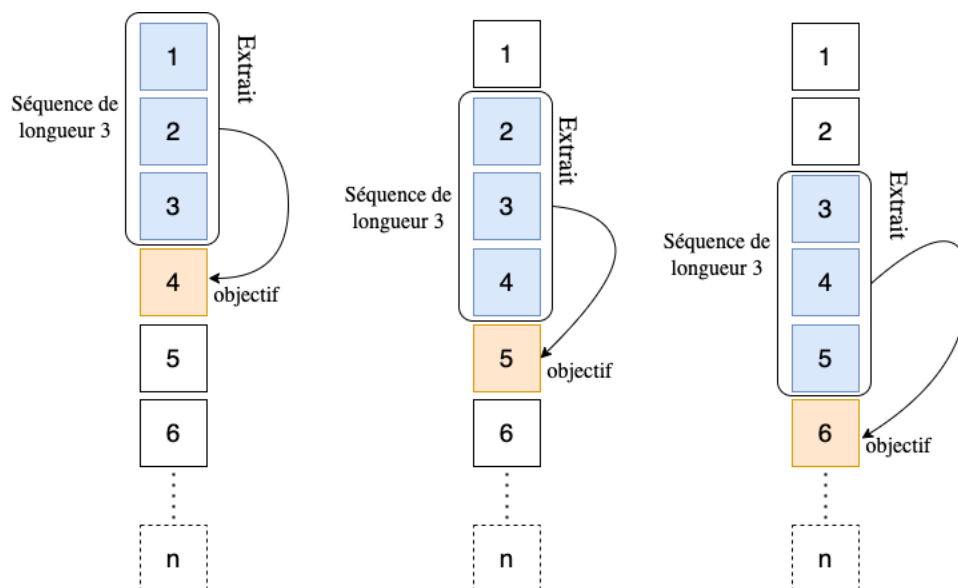 1
2
3
4
5
6
n
Séquence de
longueur 3
Extrait
objectif
1
2
3
4
5
6
n
Séquence de
longueur 3
Extrait
objectif
1
2
3
4
5
6
n
Séquence de
longueur 3
Extrait
objectif